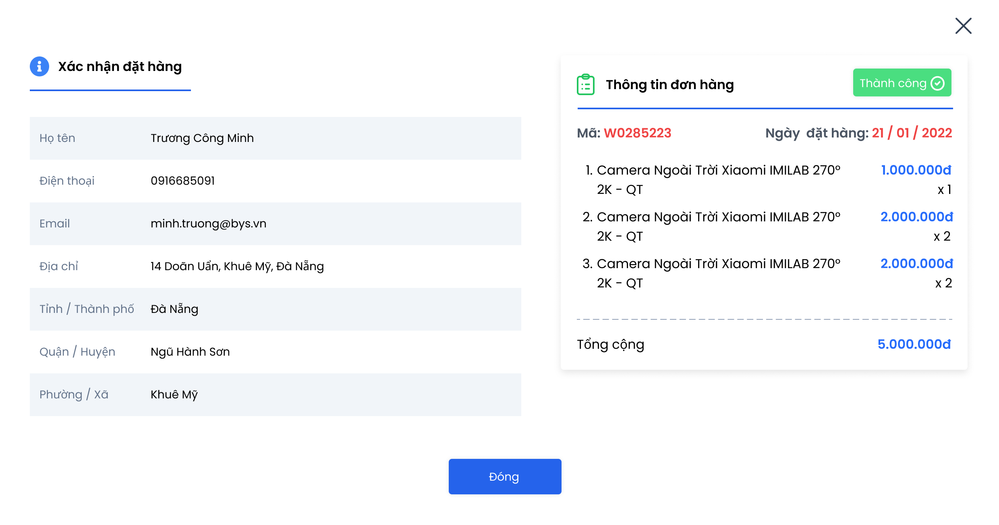 Xác nhận đặt hàng
Họ tên Trương Công Minh
Điện thoại 0916685091
Email minh.truong@bys.vn
Địa chỉ 14 Doãn Uẩn, Khuê Mỹ, Đà Nẵng
Tỉnh / Thành phố Đà Nẵng
Quận / Huyện Ngũ Hành Sơn
Phường / Xã Khuê Mỹ
Thông tin đơn hàng Thành công
Mã: W0285223 Ngày đặt hàng: 21 / 01 / 2022
1. Camera Ngoài Trời Xiaomi IMILAB 270° 1.000.000đ
2K - QT x 1
2. Camera Ngoài Trời Xiaomi IMILAB 270° 2.000.000đ
2K - QT x 2
3. Camera Ngoài Trời Xiaomi IMILAB 270° 2.000.000đ
2K - QT x 2
Tổng cộng 5.000.000đ
Đóng